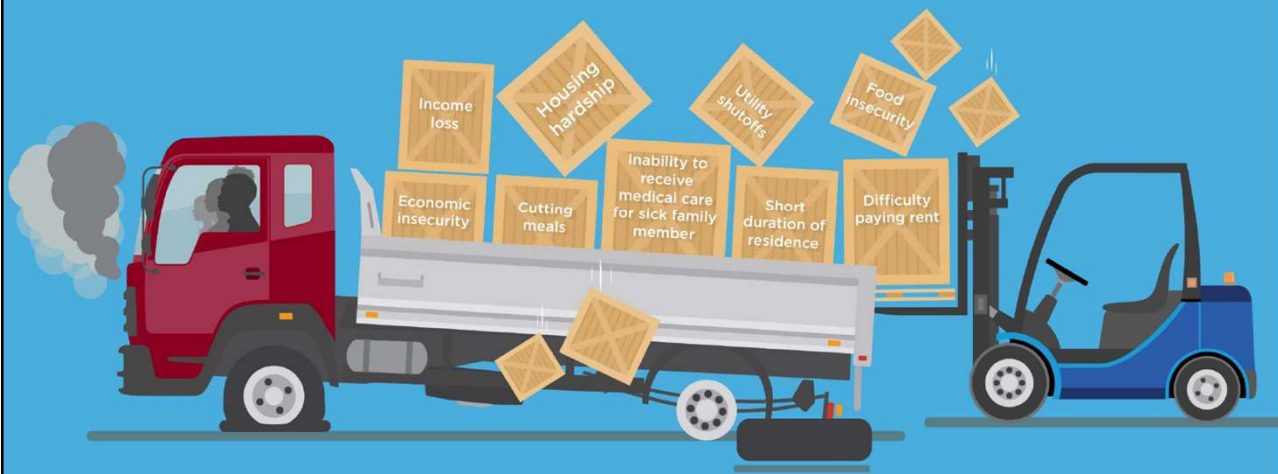 Income
loss
Housing
hardship
Utility
shutoffs
Food
insecurity
Economic
insecurity
Cutting
meals
Inability to
receive
medical care
for sick family
member
Short
duration of
residence
Difficulty
paying rent